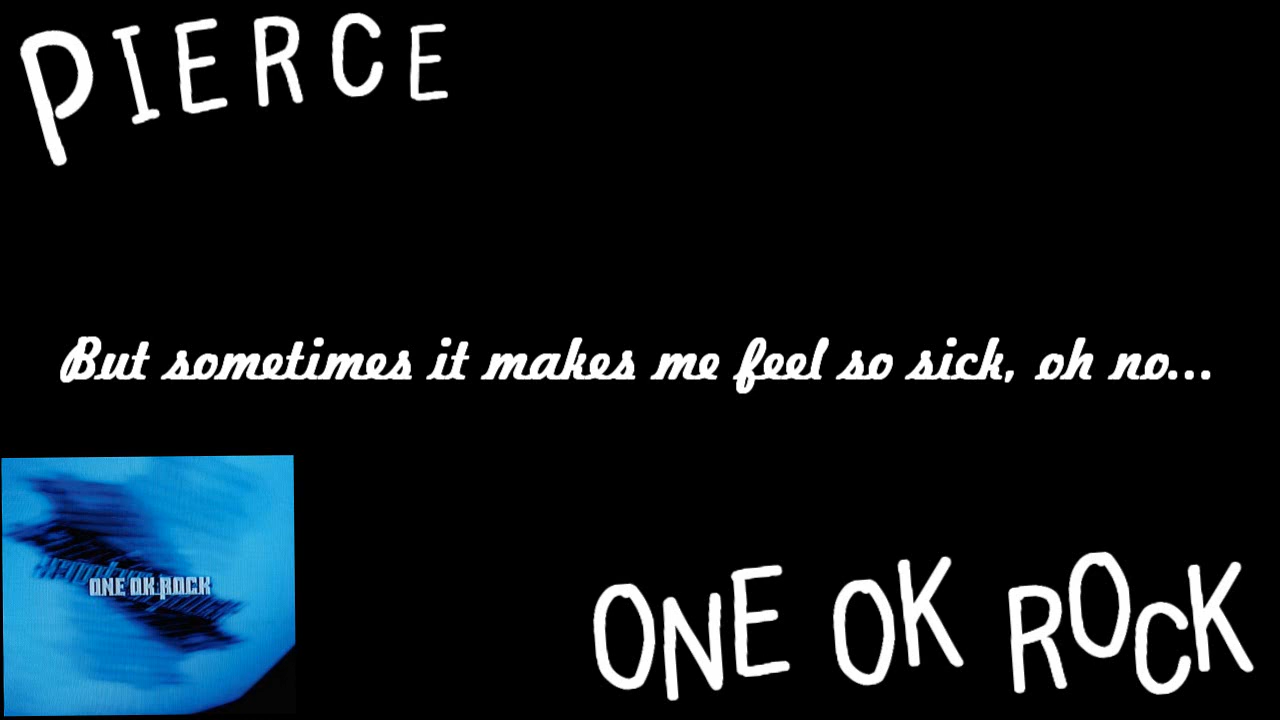 PIERCE
But sometimes it makes me feel so sick, oh no...
ONE OK ROCK
ONE OK ROCK